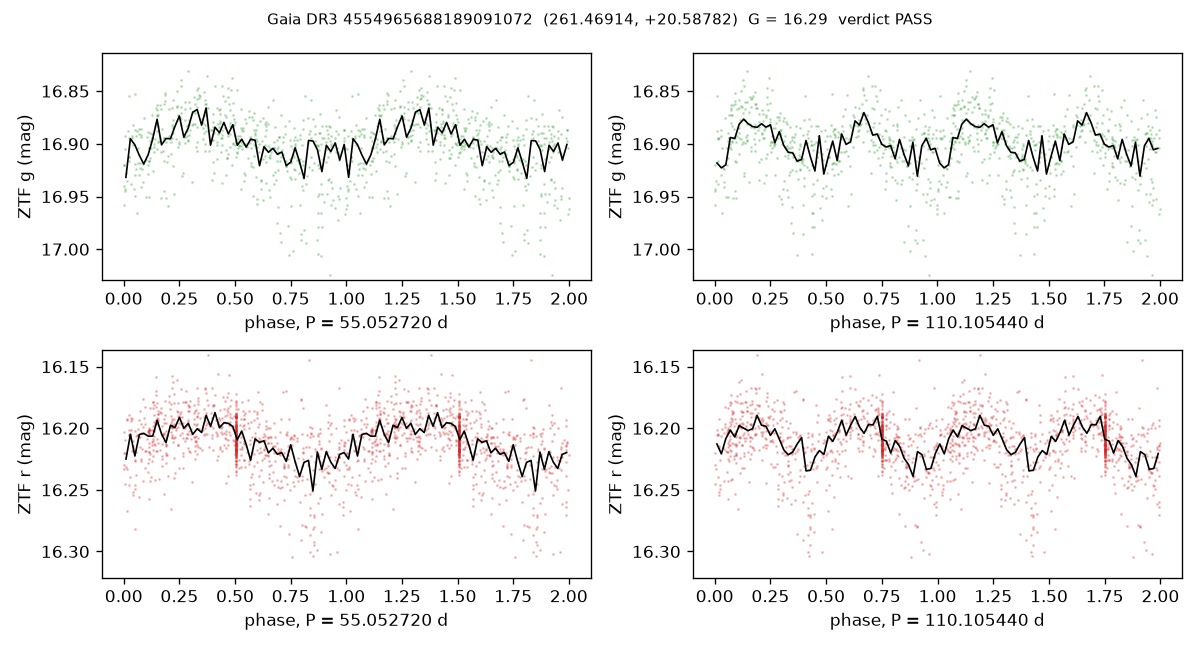 Gaia DR3 4554965688189091072 (261.46914, +20.58782) G = 16.29 verdict PASS
ZTF g (mag)
16.85
16.90
16.95
17.00
0.00 0.25 0.50 0.75 1.00 1.25 1.50 1.75 2.00
phase, P = 55.052720 d
ZTF g (mag)
16.85
16.90
16.95
17.00
0.00 0.25 0.50 0.75 1.00 1.25 1.50 1.75 2.00
phase, P = 110.105440 d
ZTF r (mag)
16.15
16.20
16.25
16.30
0.00 0.25 0.50 0.75 1.00 1.25 1.50 1.75 2.00
phase, P = 55.052720 d
ZTF r (mag)
16.15
16.20
16.25
16.30
0.00 0.25 0.50 0.75 1.00 1.25 1.50 1.75 2.00
phase, P = 110.105440 d